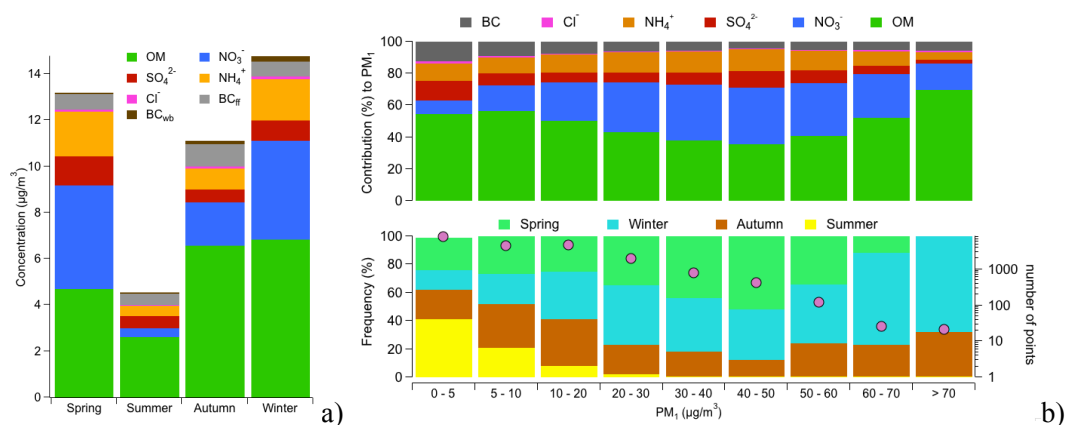 OM
NO₃⁻
SO₄²⁻
NH₄⁺
Cl⁻
BCff
BCwb
Concentration (µg/m³)
14
12
10
8
6
4
2
0
Spring
Summer
Autumn
Winter
a)
BC
Cl⁻
NH₄⁺
SO₄²⁻
NO₃⁻
OM
Contribution (%) to PM₁
100
80
60
40
20
0
Spring
Winter
Autumn
Summer
Frequency (%)
100
80
60
40
20
0
1000
100
10
1
number of points
0 - 5
5 - 10
10 - 20
20 - 30
30 - 40
40 - 50
50 - 60
60 - 70
> 70
PM₁ (µg/m³)
b)